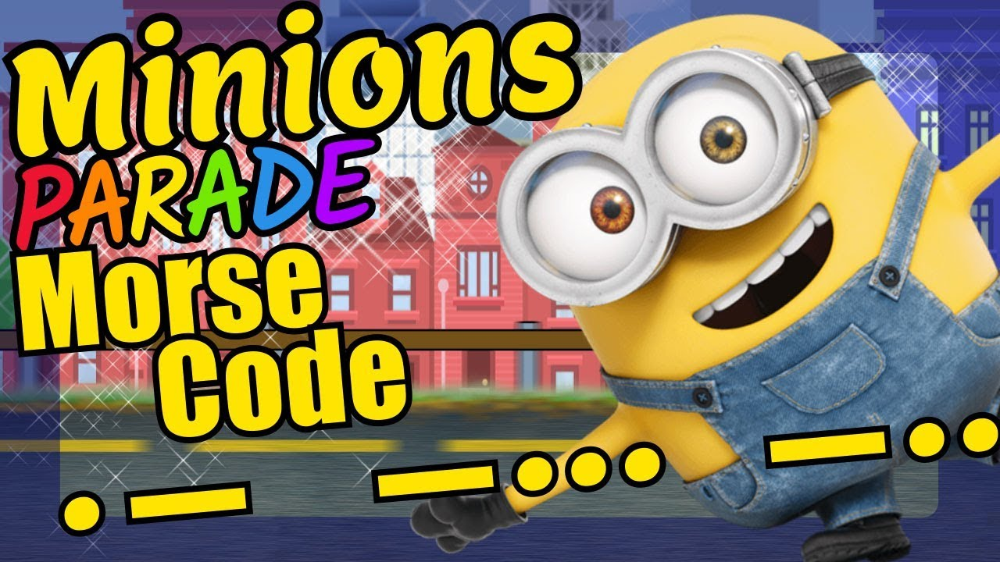 Minions
PARADE
Morse
Code
• — — • • • — • •